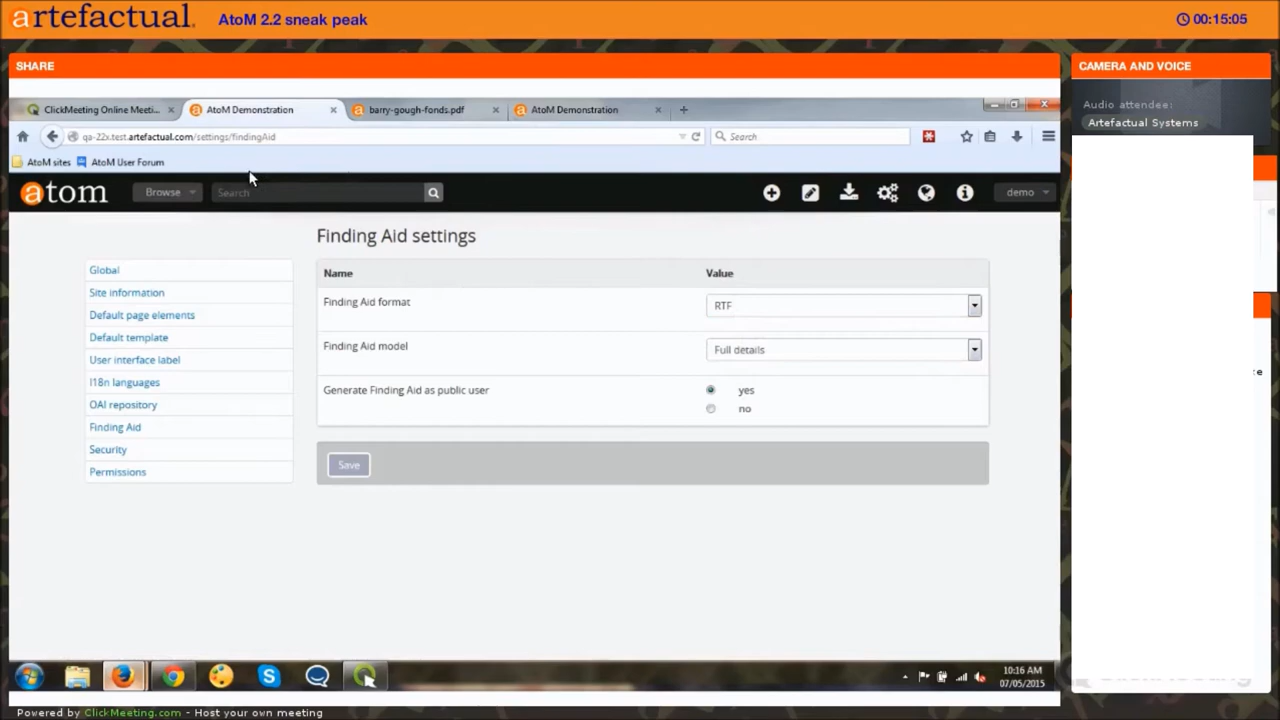 artefactual. AtoM 2.2 sneak peak 00:15:05
SHARE
CAMERA AND VOICE
Audio attendee:
Artefactual Systems
ClickMeeting Online Meeti... AtoM Demonstration barry-gough-fonds.pdf AtoM Demonstration
qa-22x.test.artefactual.com/settings/findingAid Search
AtoM sites AtoM User Forum
atom Browse Search demo
Finding Aid settings
Global
Site information
Default page elements
Default template
User interface label
I18n languages
OAI repository
Finding Aid
Security
Permissions
Name Value
Finding Aid format RTF
Finding Aid model Full details
Generate Finding Aid as public user yes
no
Save
10:16 AM
07/05/2015
Powered by ClickMeeting.com - Host your own meeting